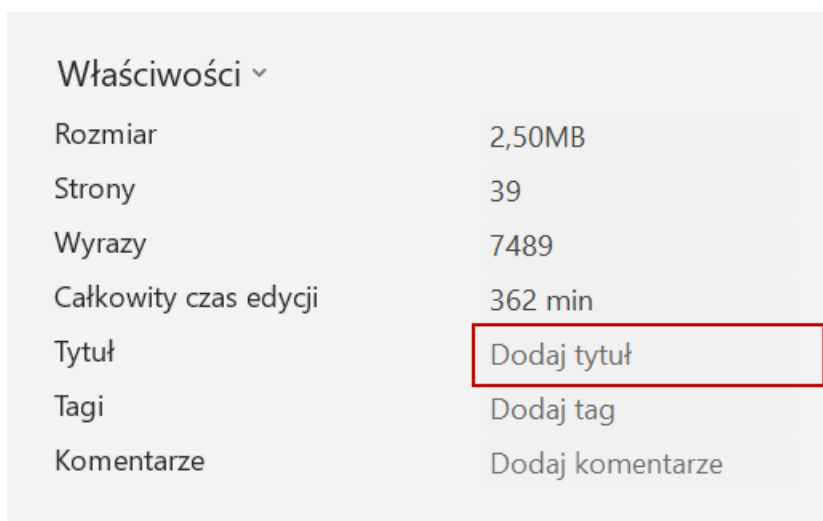 Właściwości
Rozmiar 2,50MB
Strony 39
Wyrazy 7489
Całkowity czas edycji 362 min
Tytuł Dodaj tytuł
Tagi Dodaj tag
Komentarze Dodaj komentarze